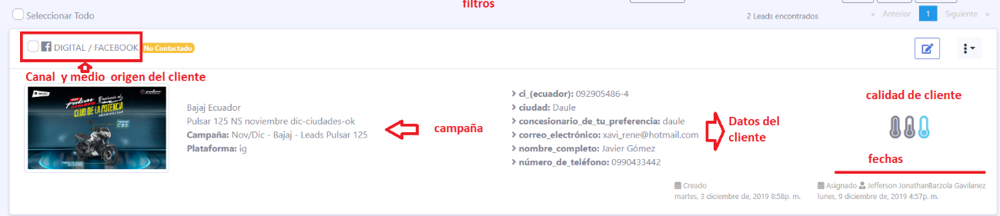 filtros
Seleccionar Todo
2 Leads encontrados
« Anterior 1 Siguiente »
DIGITAL / FACEBOOK No Contactado
Canal y medio origen del cliente
pulsar
CLUB DE LA POTENCIA
Bajaj Ecuador
Pulsar 125 NS noviembre dic-ciudades-ok
Campaña: Nov/Dic - Bajaj - Leads Pulsar 125
Plataforma: ig
campaña
ci_(ecuador): 092905486-4
ciudad: Daule
concesionario_de_tu_preferencia: daule
correo_electrónico: xavi_rene@hotmail.com
nombre_completo: Javier Gómez
número_de_teléfono: 0990433442
Datos del
cliente
calidad de cliente
fechas
Creado
martes, 3 diciembre de, 2019 8:58p. m.
Asignado Jefferson JonathanBarzola Gavilanez
lunes, 9 diciembre de, 2019 4:57p. m.